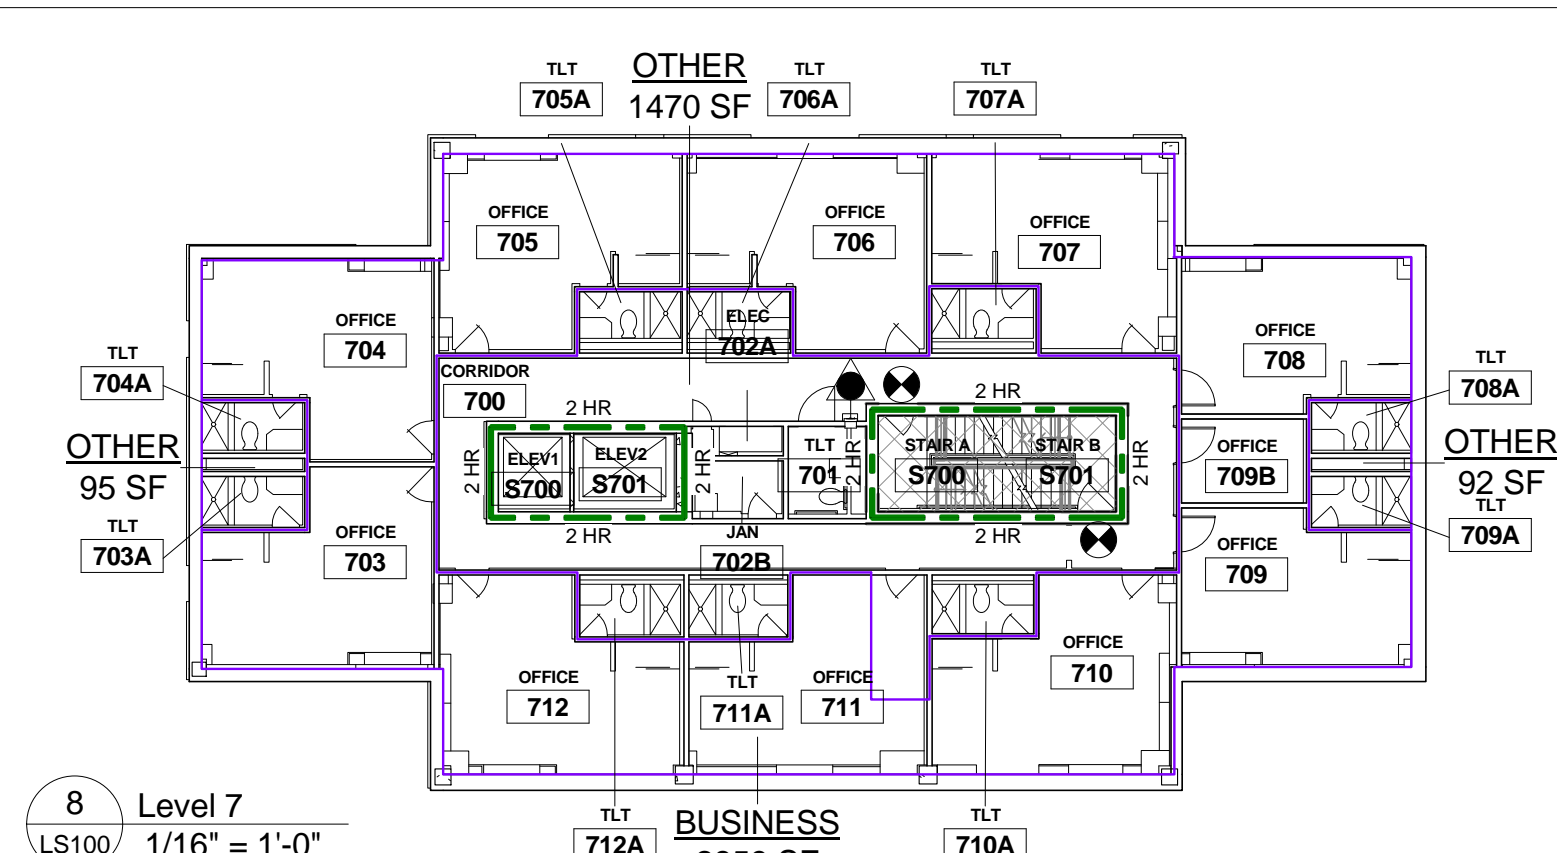 TLT
705A
OTHER
1470 SF
TLT
706A
TLT
707A
OFFICE
705
OFFICE
706
OFFICE
707
OFFICE
704
ELEC
702A
OFFICE
708
TLT
704A
TLT
708A
CORRIDOR
700
2 HR
2 HR
OTHER
95 SF
2 HR
ELEV1
S700
ELEV2
S701
2 HR
TLT
701
2 HR
STAIR A
S700
STAIR B
S701
2 HR
OFFICE
709B
OTHER
92 SF
TLT
703A
OFFICE
703
2 HR
JAN
702B
2 HR
OFFICE
709
TLT
709A
OFFICE
712
TLT
711A
OFFICE
711
OFFICE
710
8
LS100
Level 7
1/16" = 1'-0"
TLT
712A
BUSINESS
TLT
710A